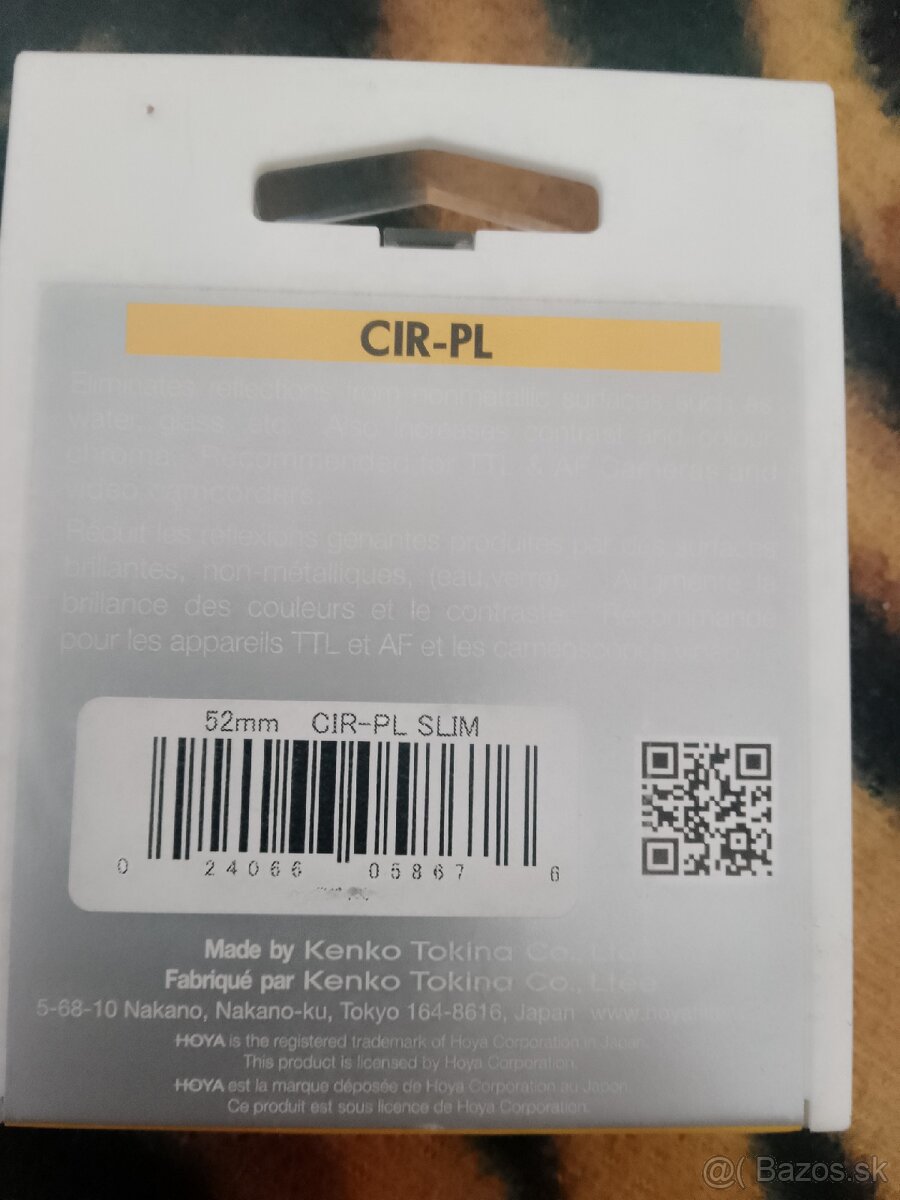 CIR-PL
Eliminates reflections from nonmetallic surfaces such as
water, glass, etc. Also increases contrast and colour
chroma. Recommended for TTL & AF Cameras and
video camcorders.
Réduit les réflexions gênantes produites par des surfaces
brillantes, non-métalliques, (eau,verre). Augmente la
brillance des couleurs et le contraste. Recommandé
pour les appareils TTL et AF et les
52mm CIR-PL SLIM
0 24066 05867 6
Made by Kenko Tokina Co., Ltd.
Fabriqué par Kenko Tokina Co., Ltd.
5-68-10 Nakano, Nakano-ku, Tokyo 164-8616, Japan
HOYA is the registered trademark of Hoya Corporation in Japan.
This product is licensed by Hoya Corporation.
HOYA est la marque déposée de Hoya Corporation au Japon.
Ce produit est sous licence de Hoya Corporation.
@( Bazos.sk